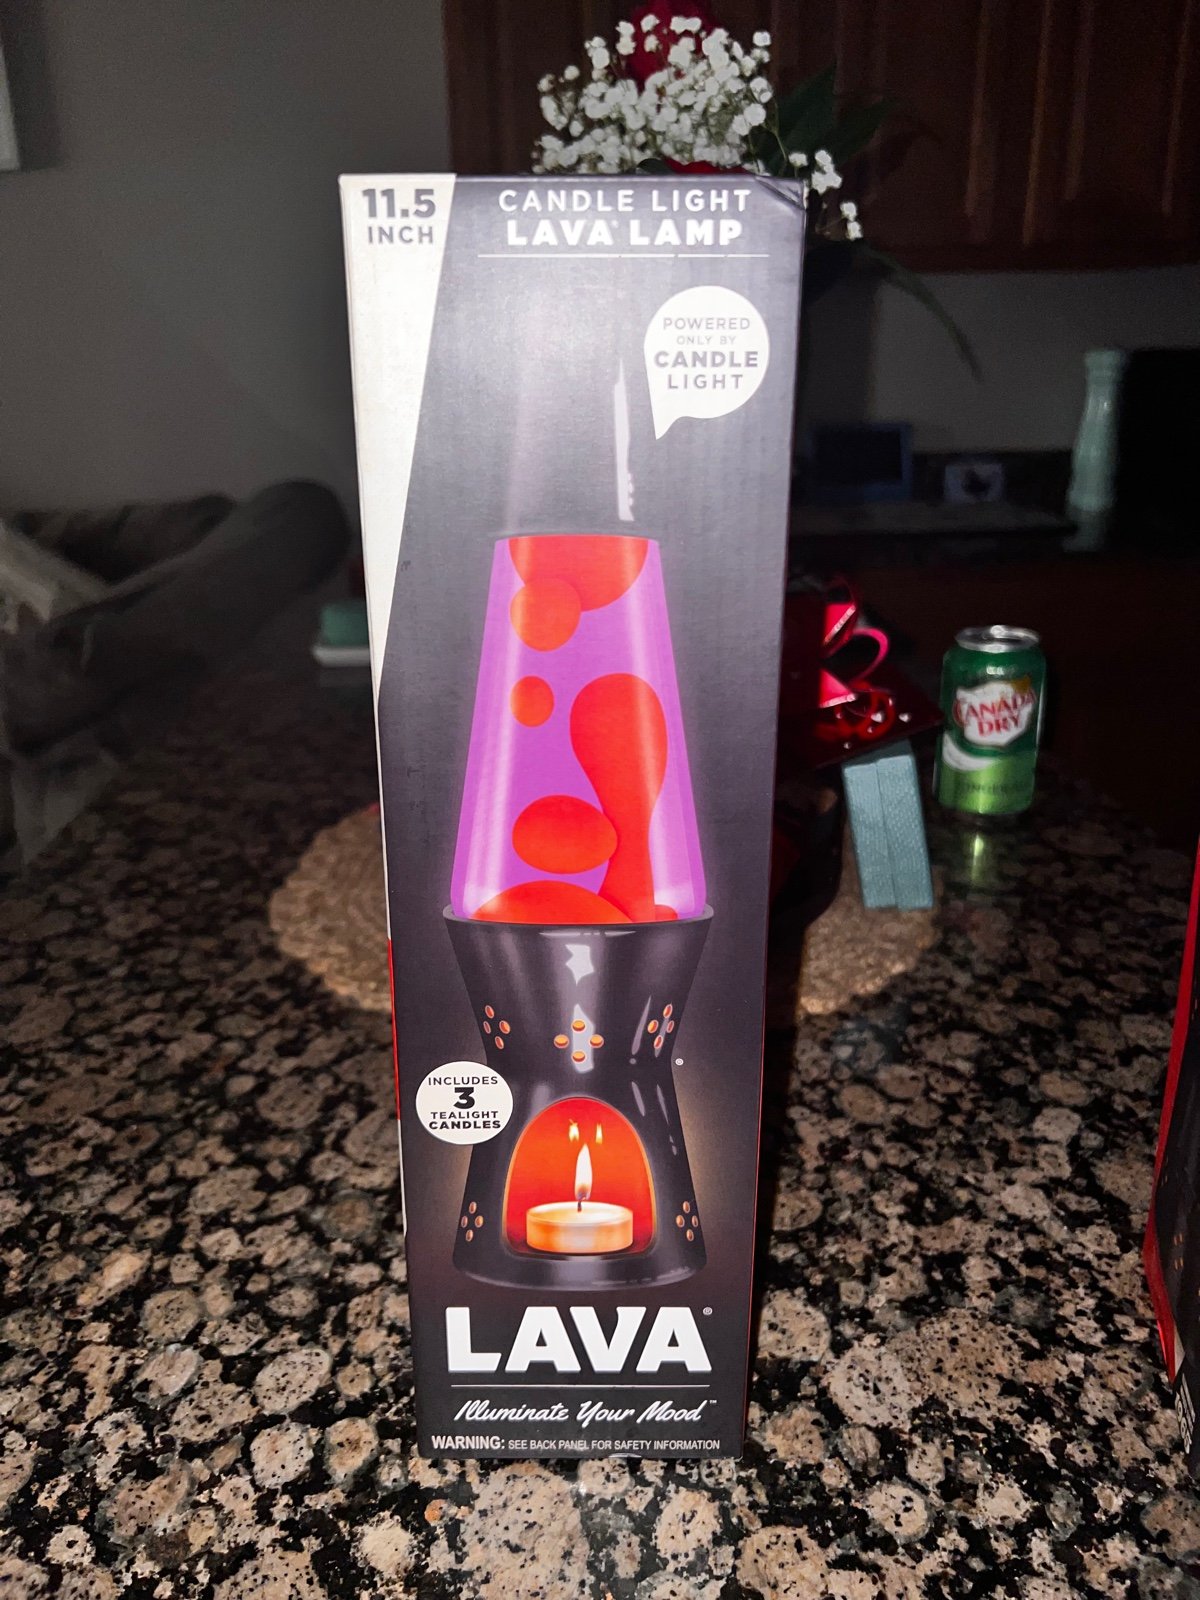 11.5
INCH
CANDLE LIGHT
LAVA® LAMP
POWERED
ONLY BY
CANDLE
LIGHT
INCLUDES
3
TEALIGHT
CANDLES
LAVA®
Illuminate Your Mood™
WARNING: SEE BACK PANEL FOR SAFETY INFORMATION
CANADA
DRY